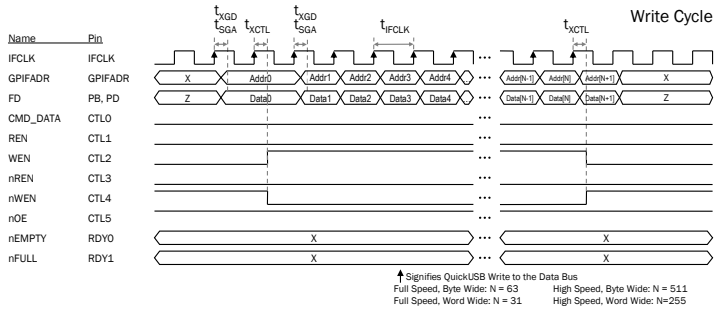 Write Cycle
tXGD tXGD
tSGA tXCTL tSGA tIFCLK tXCTL
Name Pin
IFCLK IFCLK ...
GPIFADR GPIFADR X Addr0 Addr1 Addr2 Addr3 Addr4 ... Addr[N-1] Addr[N] Addr[N+1] X
FD PB, PD Z Data0 Data1 Data2 Data3 Data4 ... Data[N-1] Data[N] Data[N+1] Z
CMD_DATA CTL0 ...
REN CTL1 ...
WEN CTL2 ...
nREN CTL3 ...
nWEN CTL4 ...
nOE CTL5 ...
nEMPTY RDY0 X ... X
nFULL RDY1 X ... X
Signifies QuickUSB Write to the Data Bus
Full Speed, Byte Wide: N = 63 High Speed, Byte Wide: N = 511
Full Speed, Word Wide: N = 31 High Speed, Word Wide: N=255